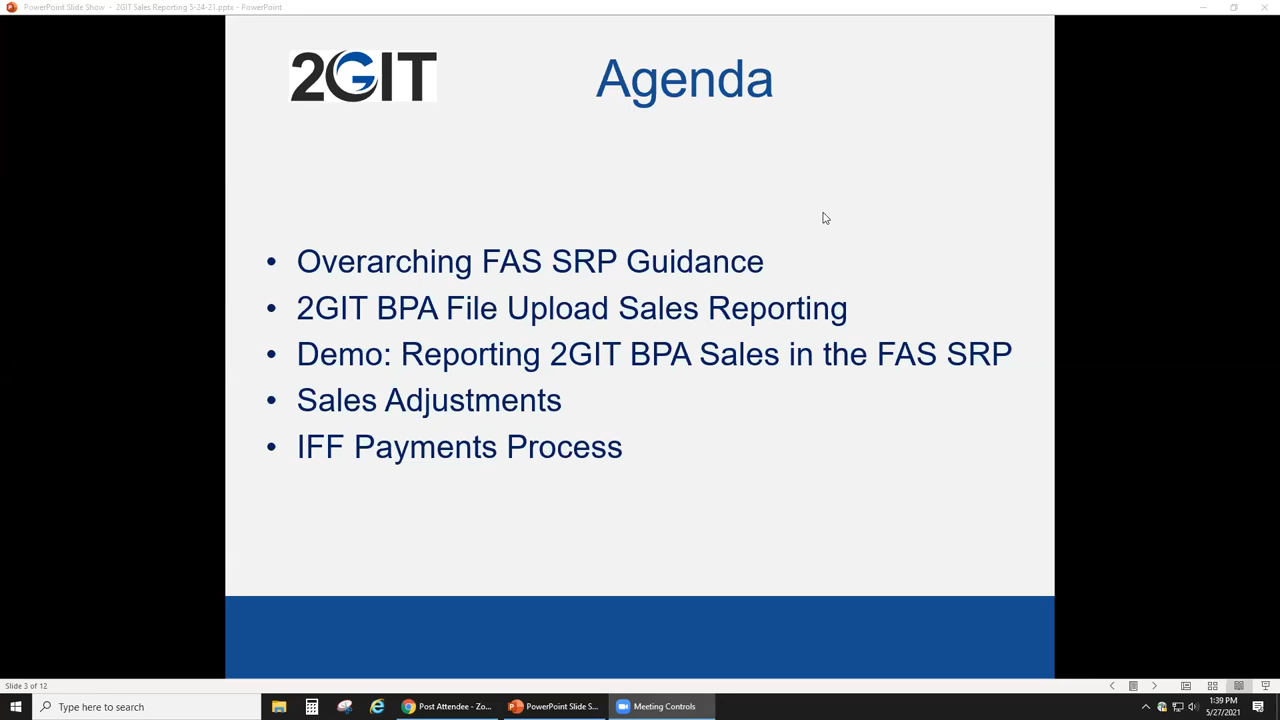 PowerPoint Slide Show - 2GIT Sales Reporting 5-24-21.pptx - PowerPoint
2GIT
Agenda
• Overarching FAS SRP Guidance
• 2GIT BPA File Upload Sales Reporting
• Demo: Reporting 2GIT BPA Sales in the FAS SRP
• Sales Adjustments
• IFF Payments Process
Slide 3 of 12
Type here to search
Post Attendee - Zo...
PowerPoint Slide S...
Meeting Controls
1:39 PM
5/27/2021